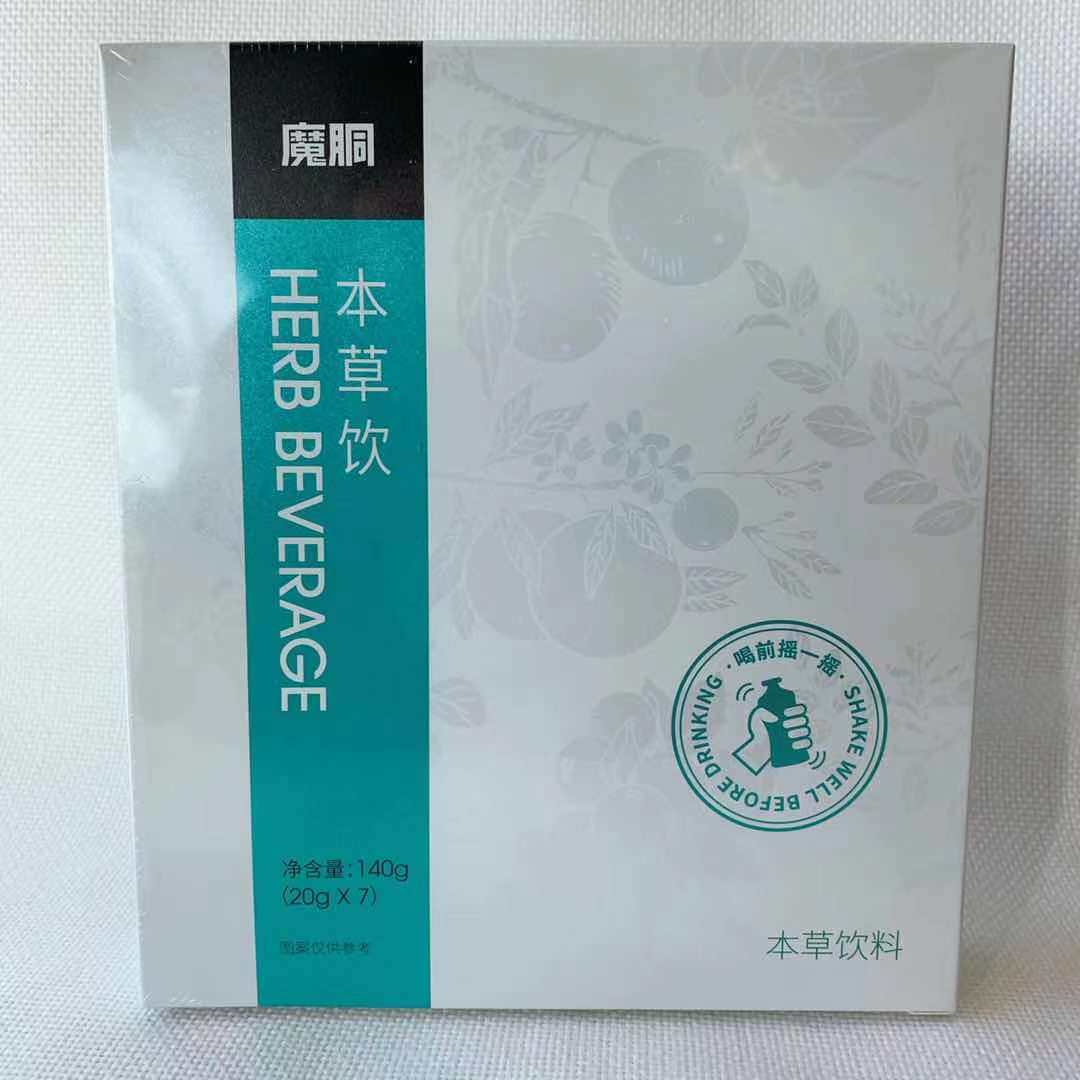 魔胴
本草饮
HERB BEVERAGE
净含量:140g
(20g X 7)
图案仅供参考
·喝前摇一摇·
SHAKE WELL BEFORE DRINKING
本草饮料